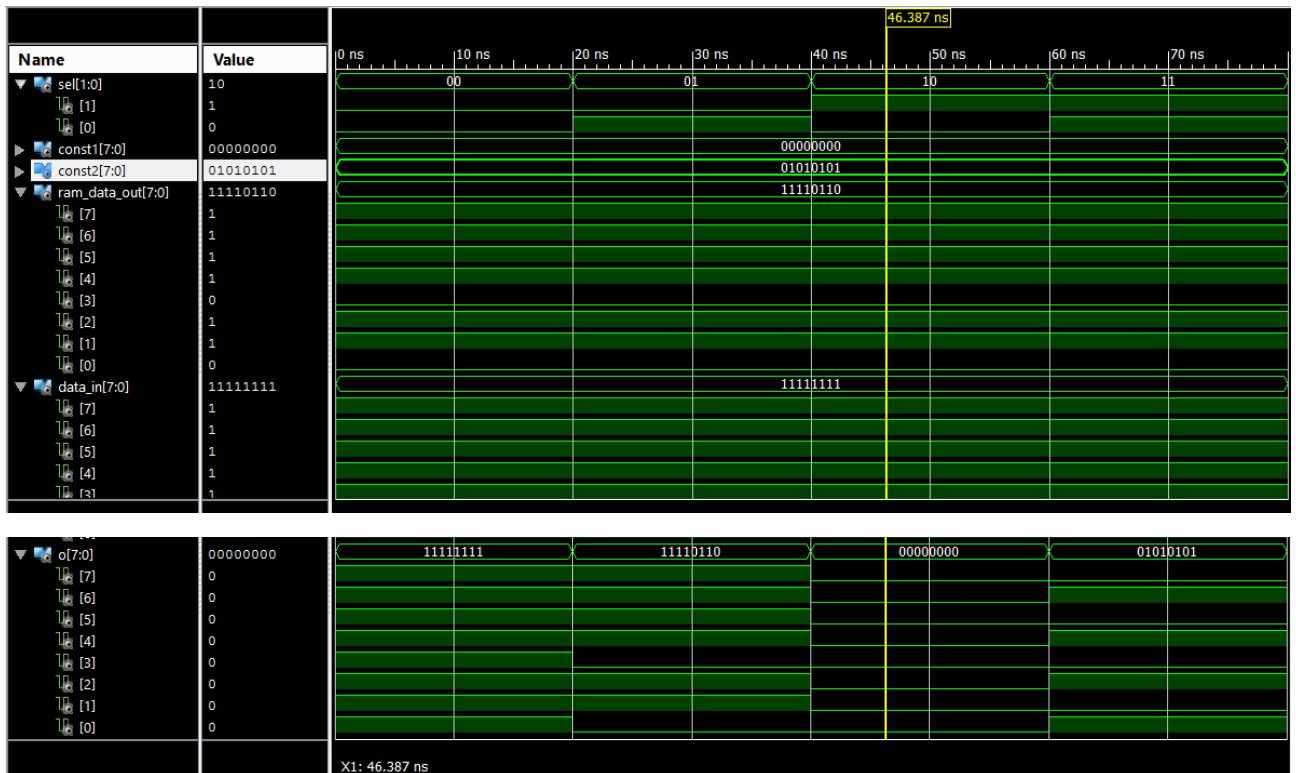 46.387 ns
Name Value 0 ns 10 ns 20 ns 30 ns 40 ns 50 ns 60 ns 70 ns
sel[1:0] 10 00 01 10 11
[1] 1
[0] 0
const1[7:0] 00000000 00000000
const2[7:0] 01010101 01010101
ram_data_out[7:0] 11110110 11110110
[7] 1
[6] 1
[5] 1
[4] 1
[3] 0
[2] 1
[1] 1
[0] 0
data_in[7:0] 11111111 11111111
[7] 1
[6] 1
[5] 1
[4] 1
[3] 1
o[7:0] 00000000 11111111 11110110 00000000 01010101
[7] 0
[6] 0
[5] 0
[4] 0
[3] 0
[2] 0
[1] 0
[0] 0
X1: 46.387 ns